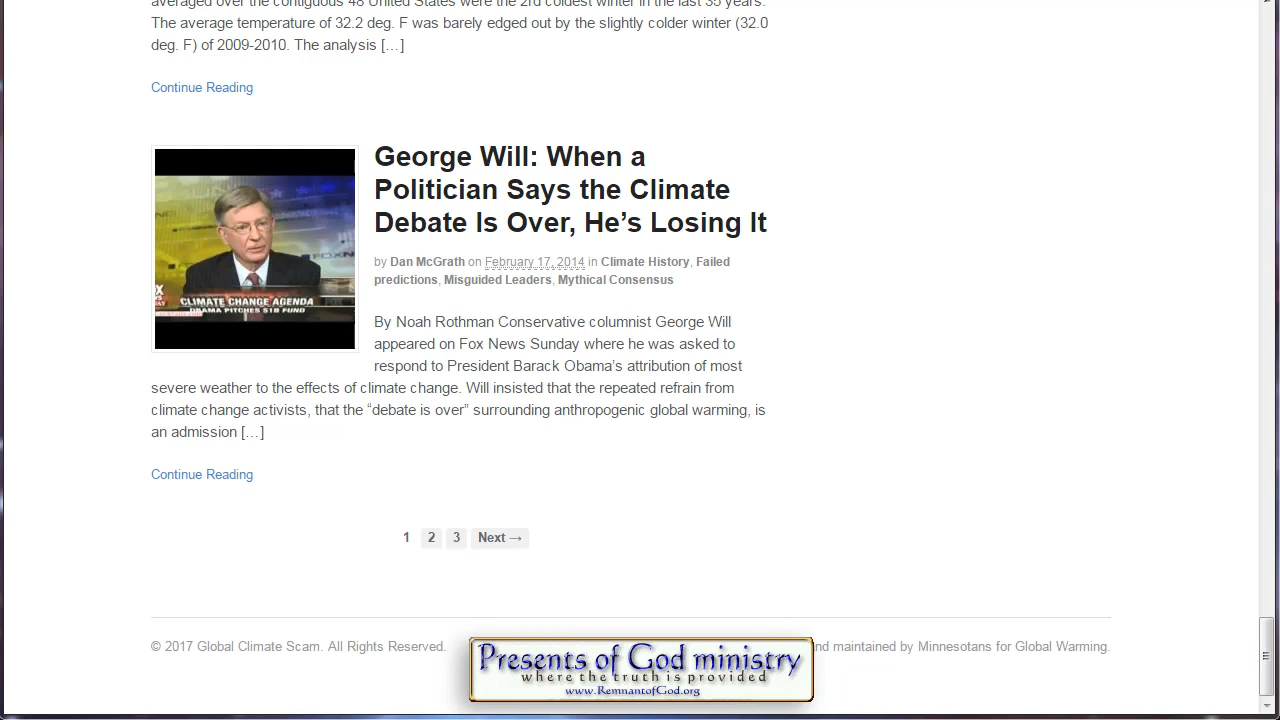 averaged over the contiguous 48 United States were the 2rd coldest winter in the last 35 years.
The average temperature of 32.2 deg. F was barely edged out by the slightly colder winter (32.0
deg. F) of 2009-2010. The analysis […]
Continue Reading
George Will: When a
Politician Says the Climate
Debate Is Over, He’s Losing It
by Dan McGrath on February 17, 2014 in Climate History, Failed
predictions, Misguided Leaders, Mythical Consensus
CLIMATE CHANGE AGENDA
OBAMA PITCHES $1B FUND
By Noah Rothman Conservative columnist George Will
appeared on Fox News Sunday where he was asked to
respond to President Barack Obama’s attribution of most
severe weather to the effects of climate change. Will insisted that the repeated refrain from
climate change activists, that the “debate is over” surrounding anthropogenic global warming, is
an admission […]
Continue Reading
1 2 3 Next →
© 2017 Global Climate Scam. All Rights Reserved.
and maintained by Minnesotans for Global Warming.
Presents of God ministry
where the truth is provided
www.RemnantofGod.org